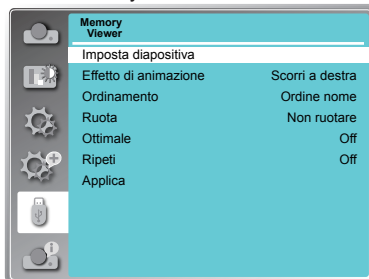 Memory
Viewer
Imposta diapositiva
Effetto di animazione Scorri a destra
Ordinamento Ordine nome
Ruota Non ruotare
Ottimale Off
Ripeti Off
Applica